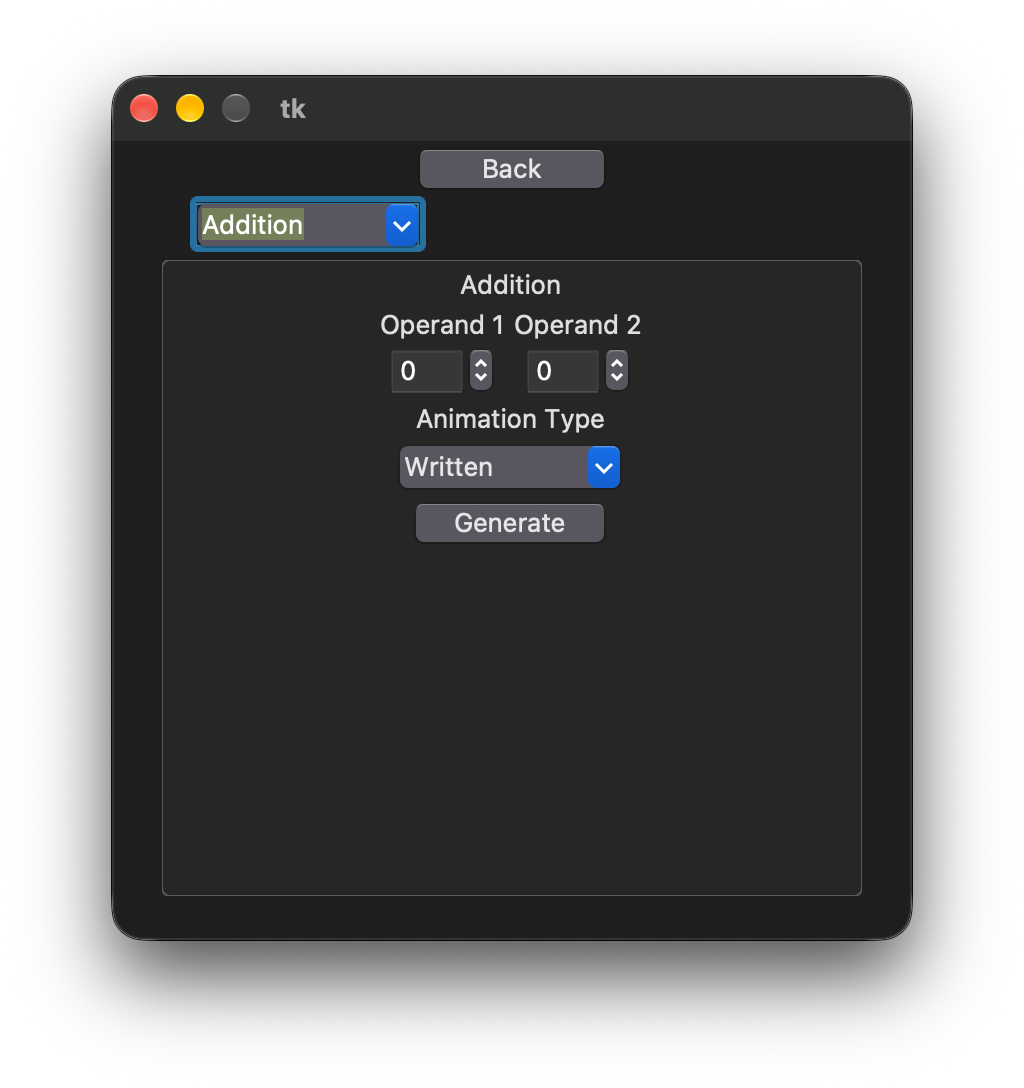 tk
Back
Addition
Addition
Operand 1 Operand 2
0 0
Animation Type
Written
Generate